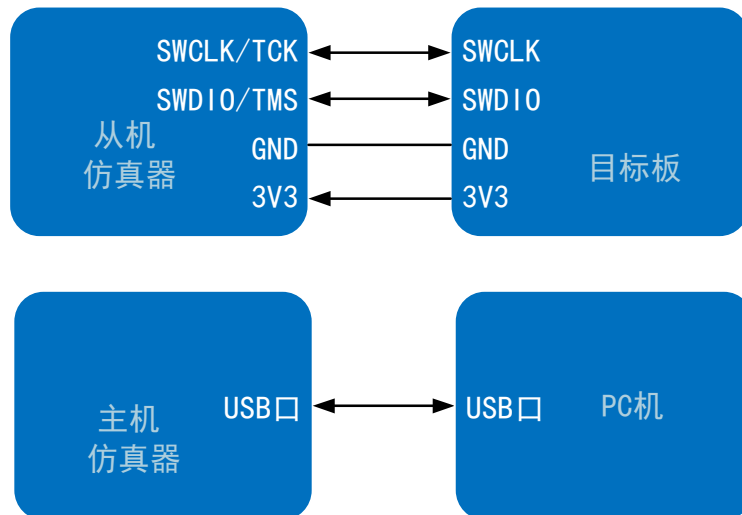 SWCLK/TCK
SWCLK
SWDIO/TMS
SWDIO
从机
仿真器
GND
GND
目标板
3V3
3V3
主机
仿真器
USB口
USB口
PC机